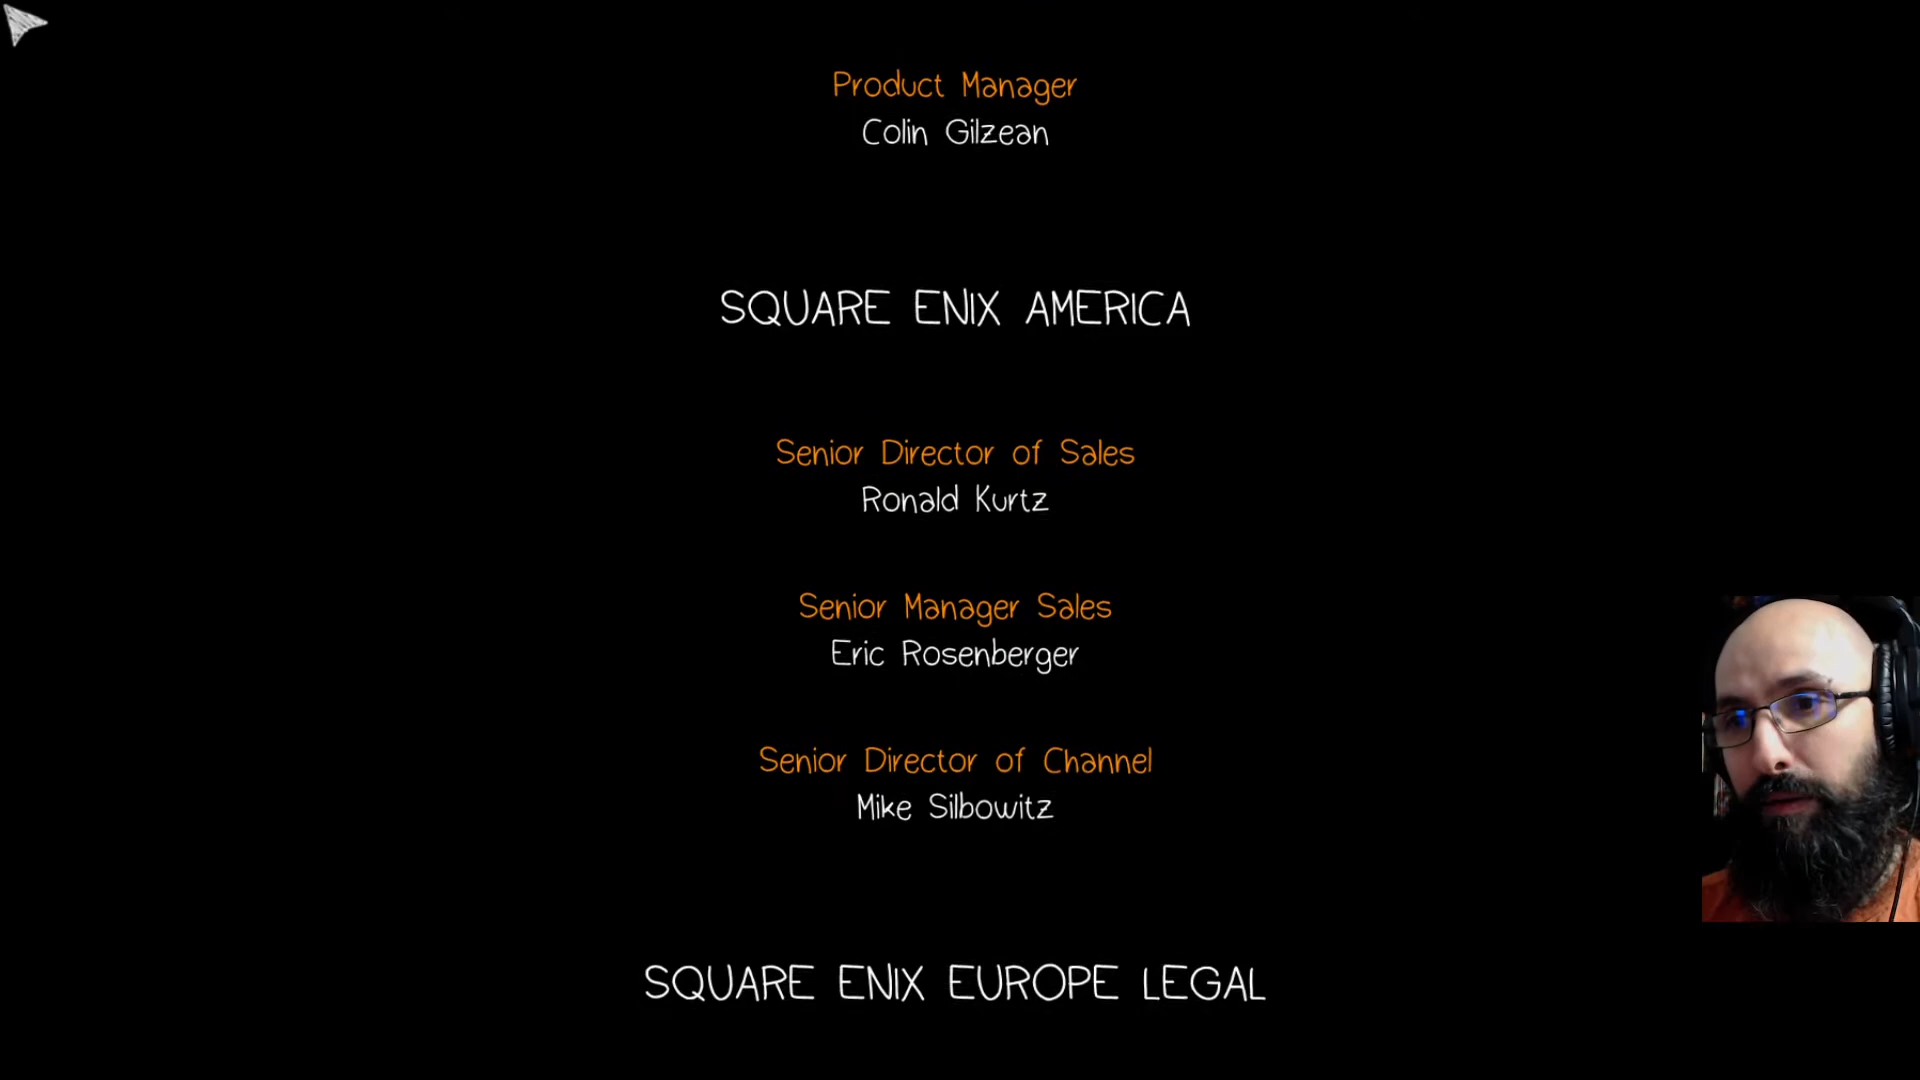 Product Manager
Colin Gilzean
SQUARE ENIX AMERICA
Senior Director of Sales
Ronald Kurtz
Senior Manager Sales
Eric Rosenberger
Senior Director of Channel
Mike Silbowitz
SQUARE ENIX EUROPE LEGAL